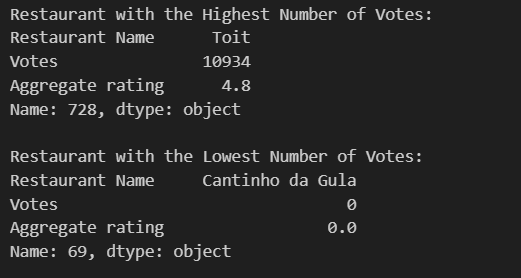 Restaurant with the Highest Number of Votes:
Restaurant Name      Toit
Votes               10934
Aggregate rating      4.8
Name: 728, dtype: object

Restaurant with the Lowest Number of Votes:
Restaurant Name     Cantinho da Gula
Votes                              0
Aggregate rating                 0.0
Name: 69, dtype: object